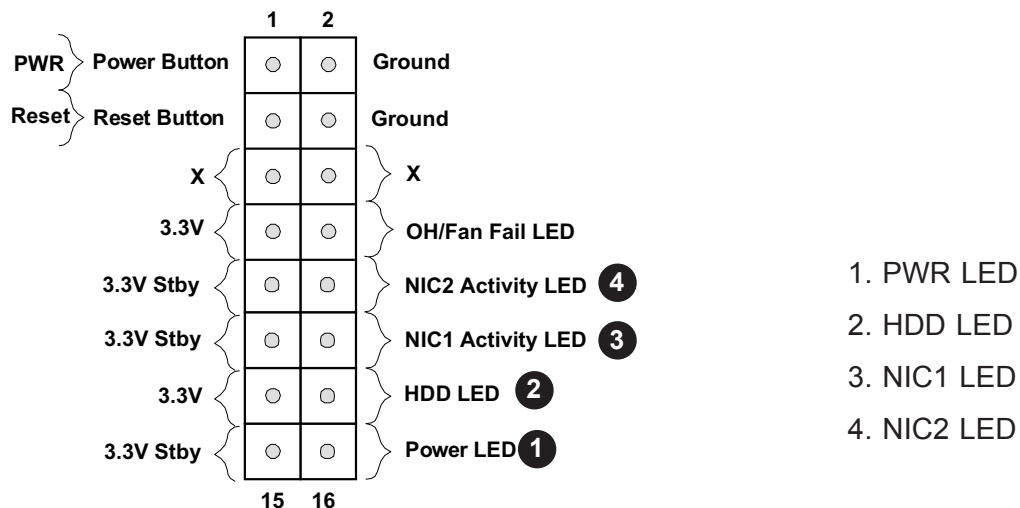 1 2
PWR Power Button Ground
Reset Reset Button Ground
X X
3.3V OH/Fan Fail LED
3.3V Stby NIC2 Activity LED 4
3.3V Stby NIC1 Activity LED 3
3.3V HDD LED 2
3.3V Stby Power LED 1
15 16
1. PWR LED
2. HDD LED
3. NIC1 LED
4. NIC2 LED